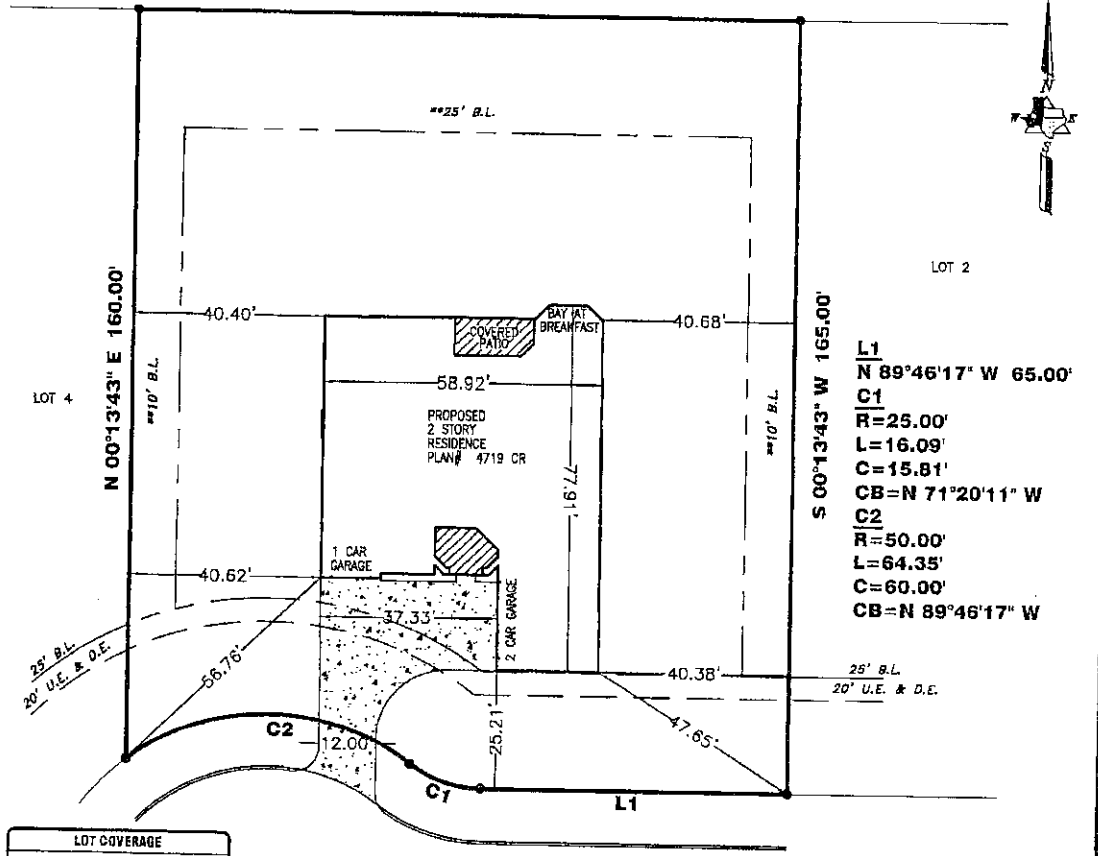 **25' B.L.
N
W E
S
LOT 2
N 00°13'43" E 160.00'
40.40'
COVERED
PATIO
BAY AT
BREAKFAST
40.68'
S 00°13'43" W 165.00'
L1
N 89°46'17" W 65.00'
C1
R=25.00'
L=16.09'
C=15.81'
CB=N 71°20'11" W
C2
R=50.00'
L=64.35'
C=60.00'
CB=N 89°46'17" W
LOT 4
**10' B.L.
58.92'
PROPOSED
2 STORY
RESIDENCE
PLAN# 4719 CR
77.91'
**10' B.L.
1 CAR
GARAGE
40.62'
37.33'
2 CAR GARAGE
25' B.L.
20' U.E. & D.E.
56.76'
40.38'
25' B.L.
20' U.E. & D.E.
C2
12.00'
25.21'
47.65'
C1
L1
LOT COVERAGE